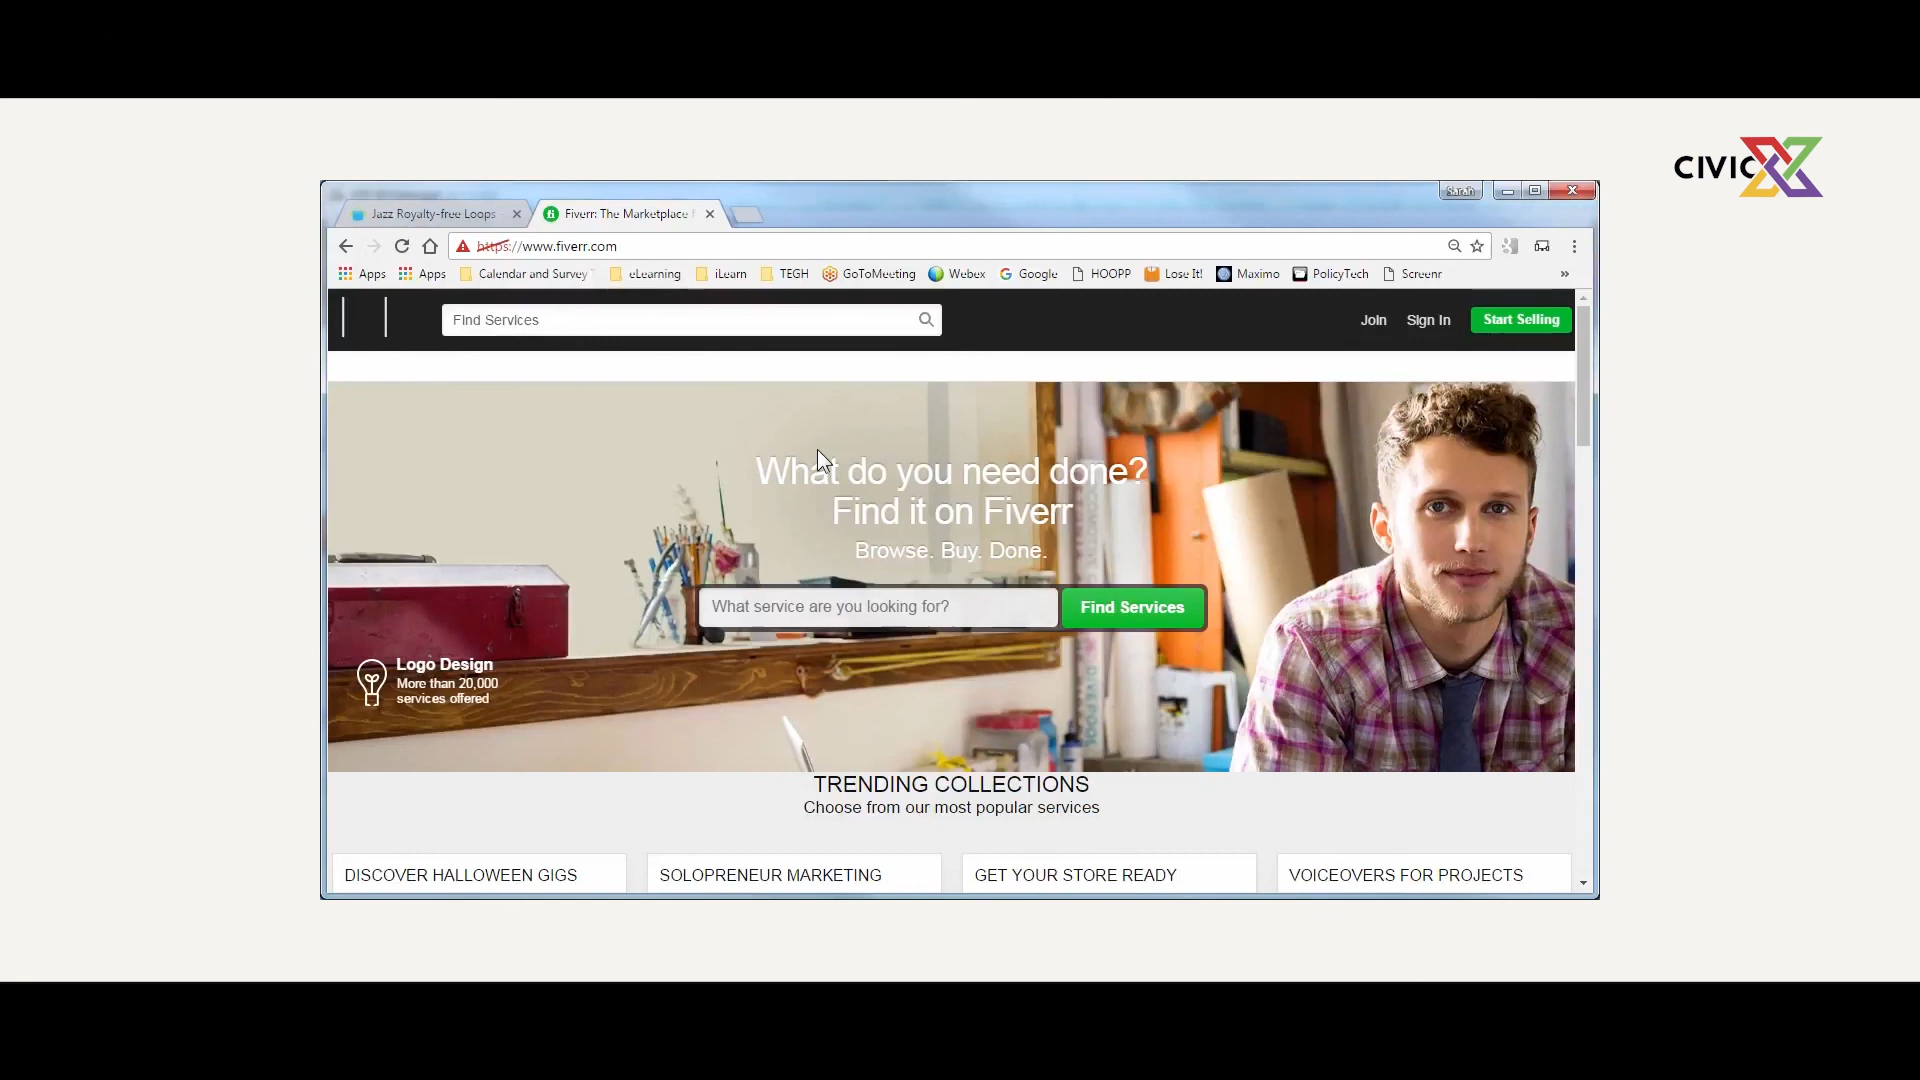 CIVIC
Sarah
Jazz Royalty-free Loops
Fiverr: The Marketplace f
https://www.fiverr.com
Apps Apps Calendar and Survey eLearning iLearn TEGH GoToMeeting Webex Google HOOPP Lose It! Maximo PolicyTech Screenr »
Find Services
Join Sign In Start Selling
What do you need done?
Find it on Fiverr
Browse. Buy. Done.
What service are you looking for? Find Services
Logo Design
More than 20,000
services offered
TRENDING COLLECTIONS
Choose from our most popular services
DISCOVER HALLOWEEN GIGS SOLOPRENEUR MARKETING GET YOUR STORE READY VOICEOVERS FOR PROJECTS